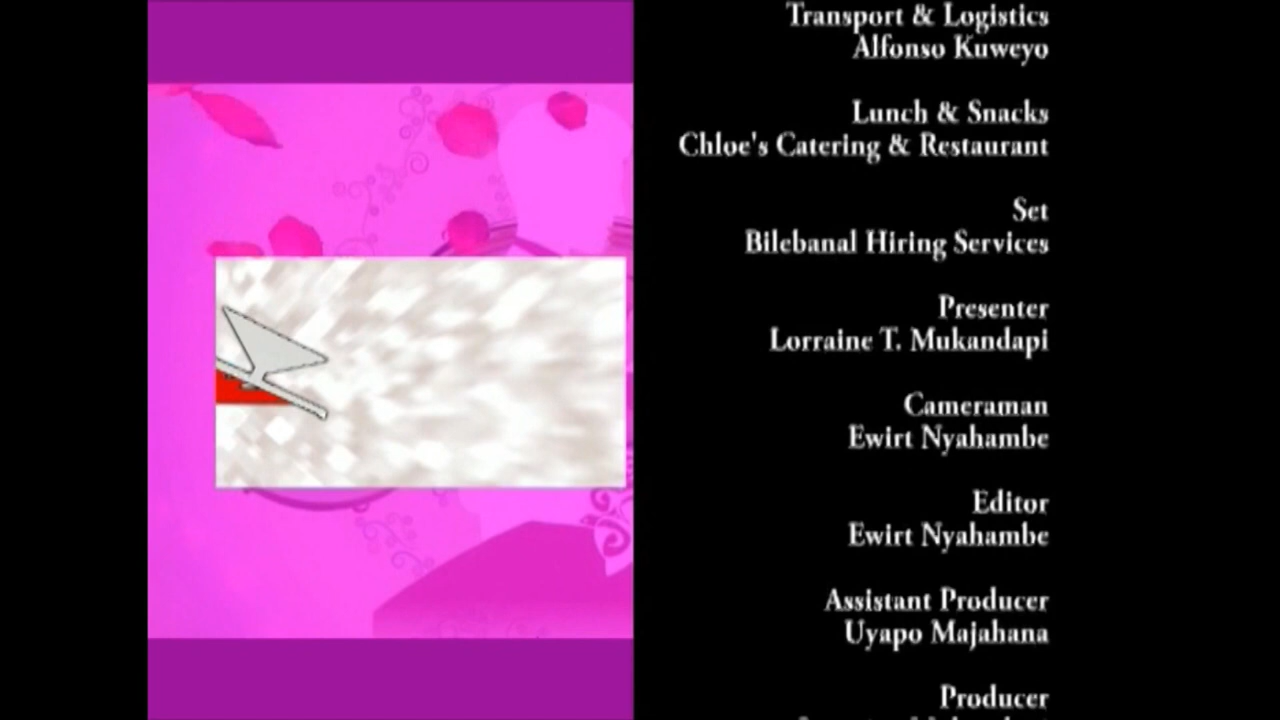 Transport & Logistics
Alfonso Kuweyo
Lunch & Snacks
Chloe's Catering & Restaurant
Set
Bilebanal Hiring Services
Presenter
Lorraine T. Mukandapi
Cameraman
Ewirt Nyahambe
Editor
Ewirt Nyahambe
Assistant Producer
Uyapo Majahana
Producer